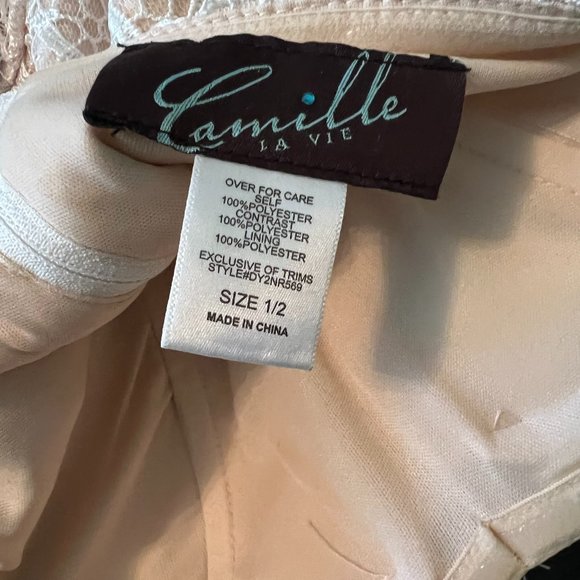 Camille
LA VIE
OVER FOR CARE
SELF
100%POLYESTER
CONTRAST
100%POLYESTER
LINING
100%POLYESTER
EXCLUSIVE OF TRIMS
STYLE#DY2NR569
SIZE 1/2
MADE IN CHINA